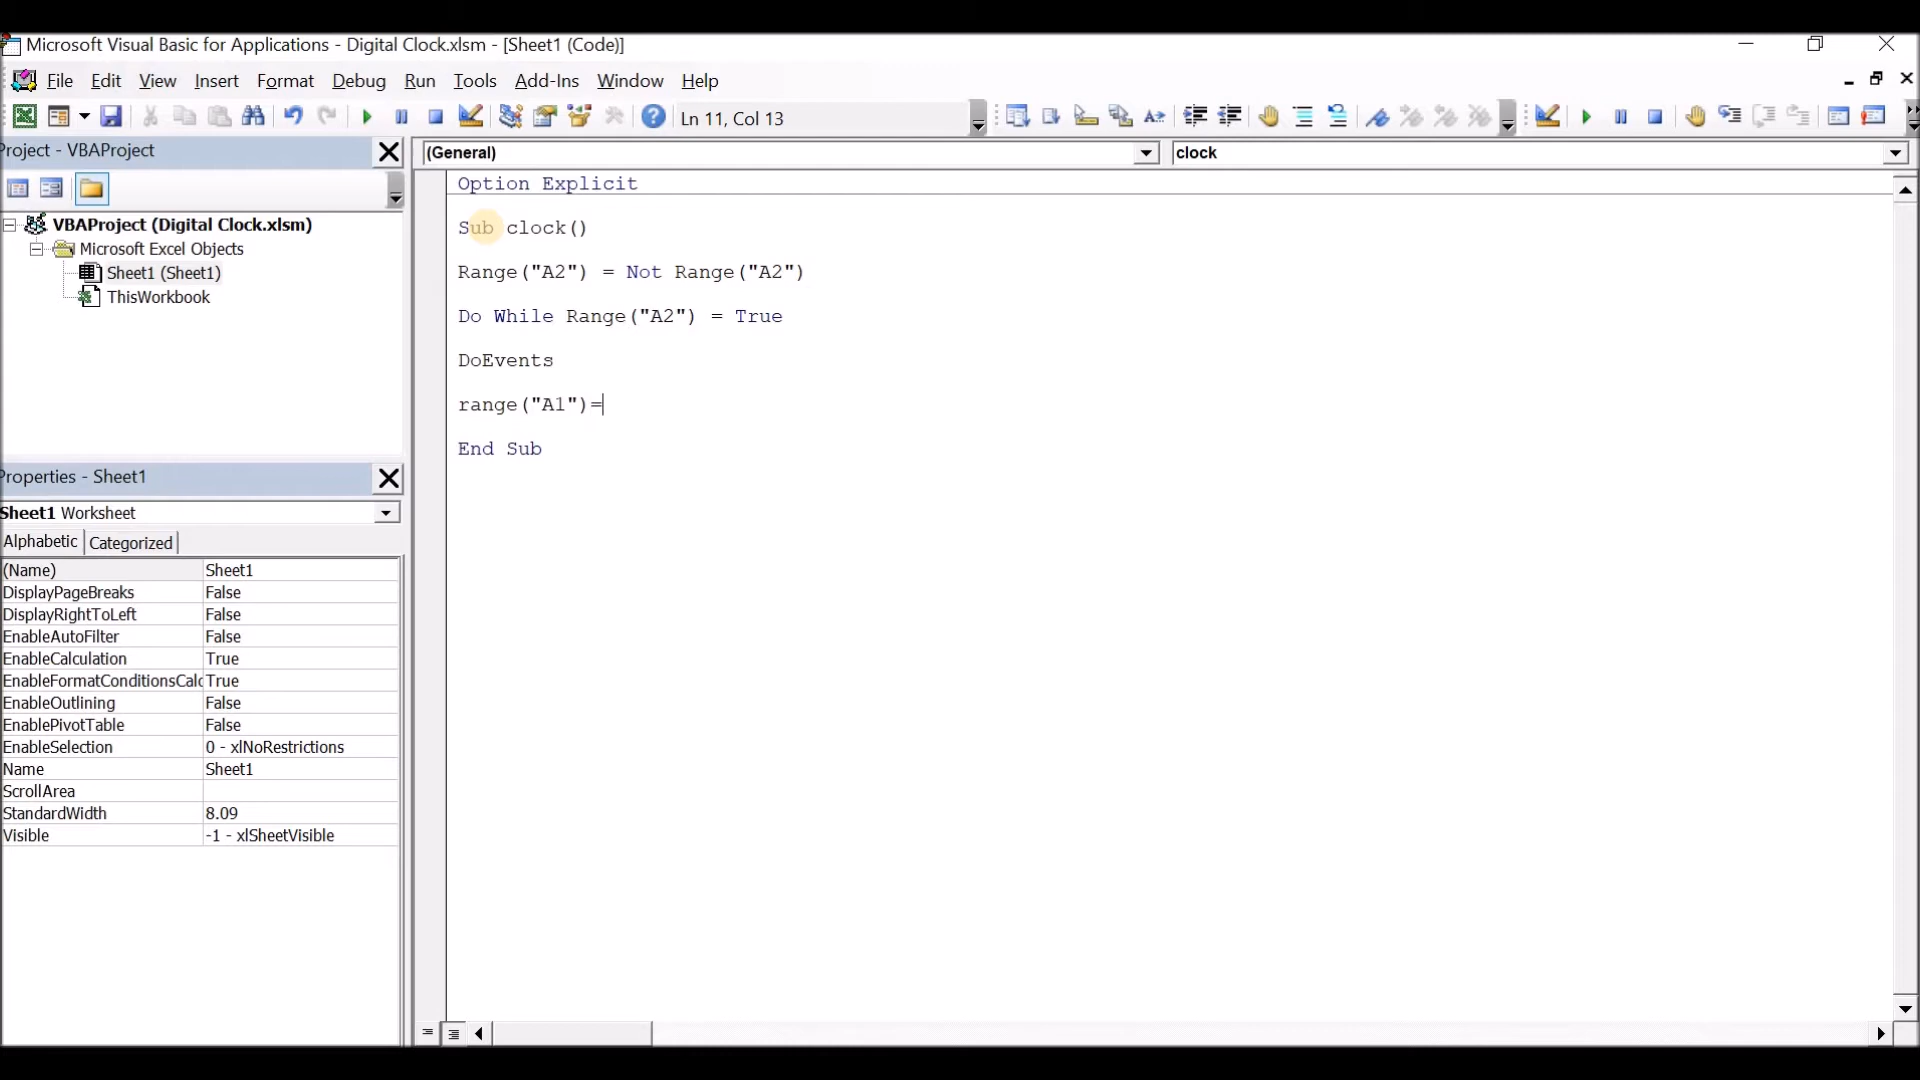 Microsoft Visual Basic for Applications - Digital Clock.xlsm - [Sheet1 (Code)]
File Edit View Insert Format Debug Run Tools Add-Ins Window Help
Ln 11, Col 13
Project - VBAProject
(General)
clock
VBAProject (Digital Clock.xlsm)
Microsoft Excel Objects
Sheet1 (Sheet1)
ThisWorkbook
Option Explicit
Sub clock()
Range("A2") = Not Range("A2")
Do While Range("A2") = True
DoEvents
range("A1")=
End Sub
Properties - Sheet1
Sheet1 Worksheet
Alphabetic Categorized
(Name) Sheet1
DisplayPageBreaks False
DisplayRightToLeft False
EnableAutoFilter False
EnableCalculation True
EnableFormatConditionsCalc True
EnableOutlining False
EnablePivotTable False
EnableSelection 0 - xlNoRestrictions
Name Sheet1
ScrollArea
StandardWidth 8.09
Visible -1 - xlSheetVisible